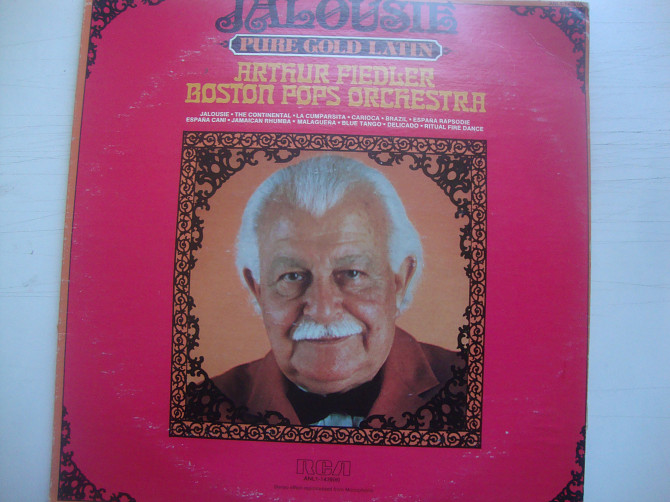 JALOUSIE
PURE GOLD LATIN
ARTHUR FIEDLER
BOSTON POPS ORCHESTRA
JALOUSIE • THE CONTINENTAL • LA CUMPARSITA • CARIOCA • BRAZIL • ESPAÑA RAPSODIE
ESPAÑA CANI • JAMAICAN RHUMBA • MALAGUERA • BLUE TANGO • DELICADO • RITUAL FIRE DANCE
RCA